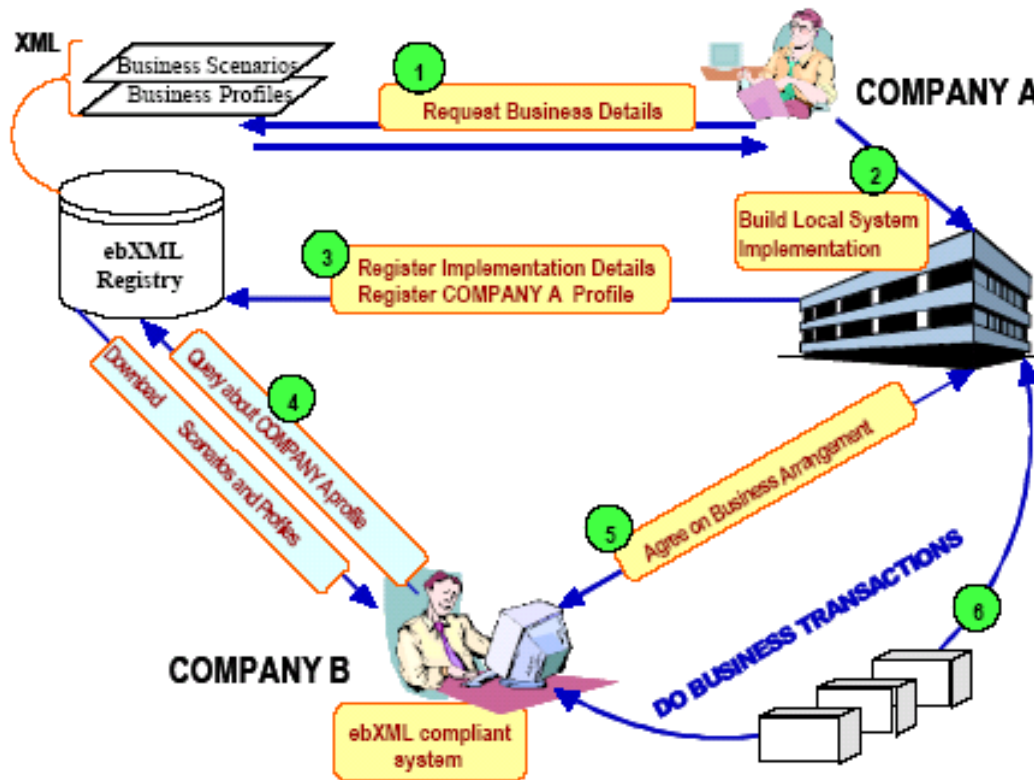 XML
Business Scenarios
Business Profiles
1
Request Business Details
COMPANY A
2
Build Local System
Implementation
ebXML
Registry
3
Register Implementation Details
Register COMPANY A Profile
Download Scenarios and Profiles
Query about COMPANY A profile
4
5
Agree on Business Arrangement
DO BUSINESS TRANSACTIONS
6
COMPANY B
ebXML compliant
system